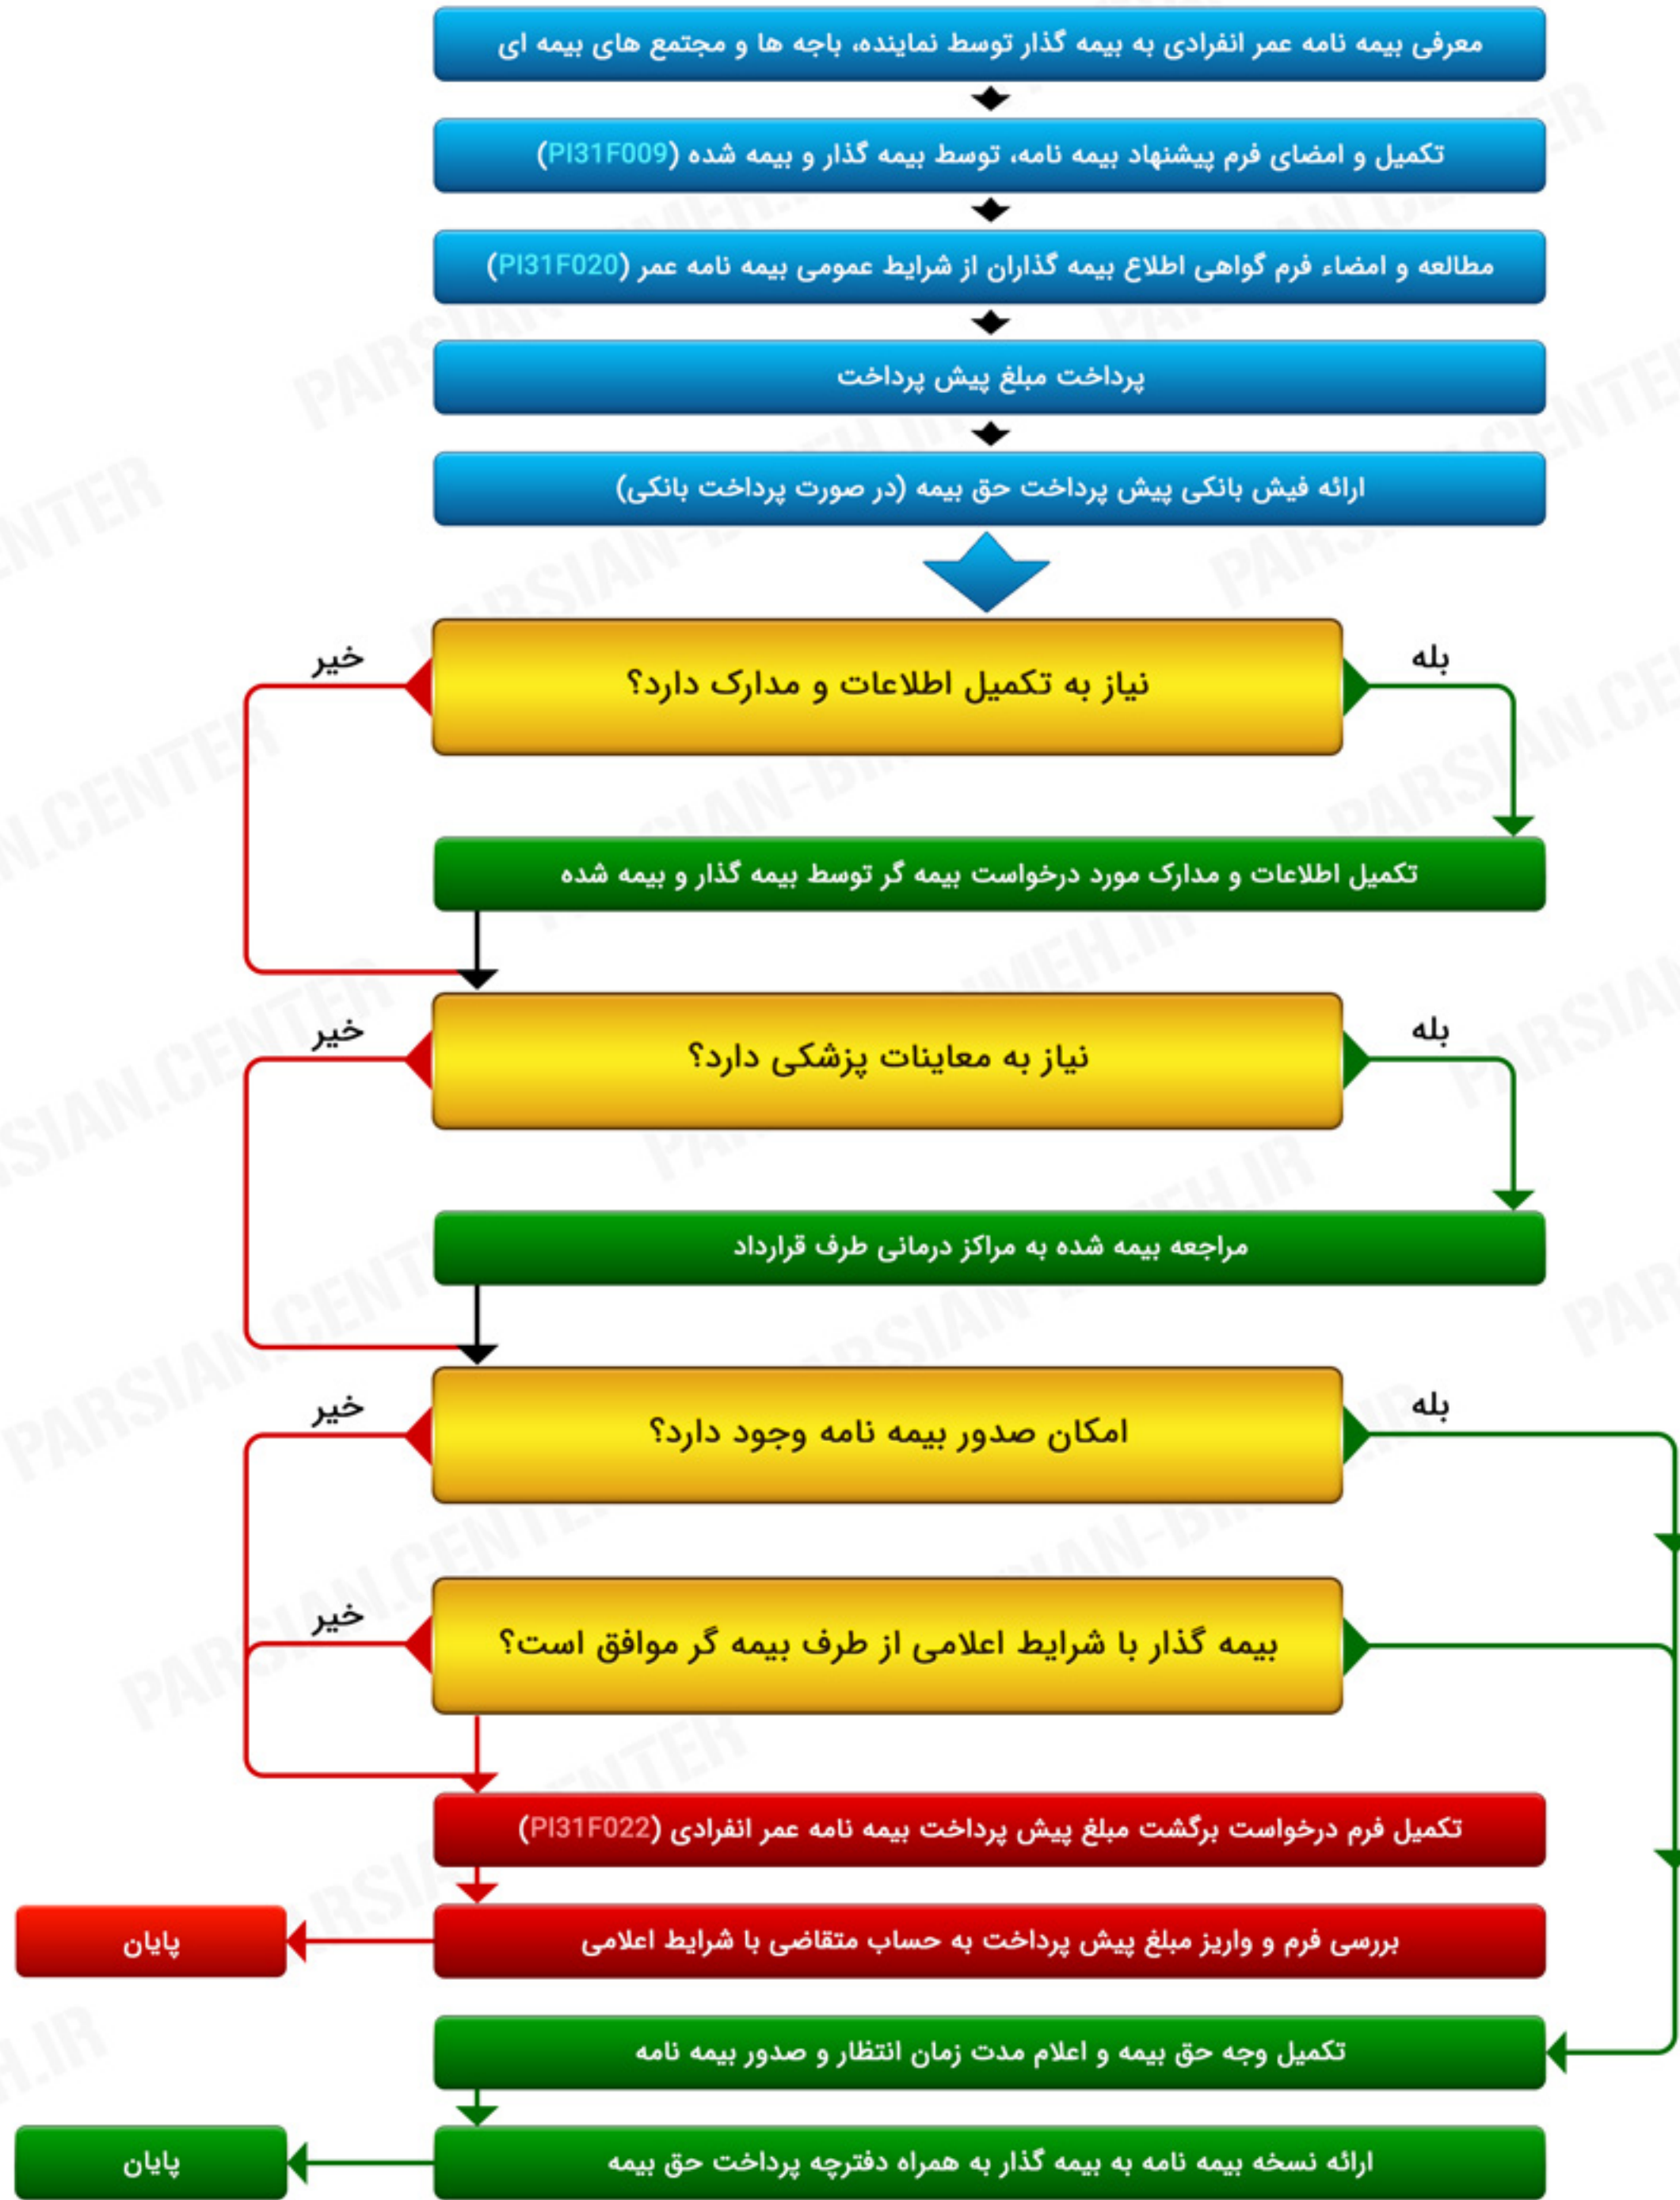 معرفی بیمه نامه عمر انفرادی به بیمه گذار توسط نماینده، باجه ها و مجتمع های بیمه ای
تکمیل و امضای فرم پیشنهاد بیمه نامه، توسط بیمه گذار و بیمه شده (PI31F009)
مطالعه و امضاء فرم گواهی اطلاع بیمه گذاران از شرایط عمومی بیمه نامه عمر (PI31F020)
پرداخت مبلغ پیش پرداخت
ارائه فیش بانکی پیش پرداخت حق بیمه (در صورت پرداخت بانکی)
بله
نیاز به تکمیل اطلاعات و مدارک دارد؟
خیر
تکمیل اطلاعات و مدارک مورد درخواست بیمه گر توسط بیمه گذار و بیمه شده
بله
نیاز به معاینات پزشکی دارد؟
خیر
مراجعه بیمه شده به مراکز درمانی طرف قرارداد
بله
امکان صدور بیمه نامه وجود دارد؟
خیر
بیمه گذار با شرایط اعلامی از طرف بیمه گر موافق است؟
خیر
تکمیل فرم درخواست برگشت مبلغ پیش پرداخت بیمه نامه عمر انفرادی (PI31F022)
بررسی فرم و واریز مبلغ پیش پرداخت به حساب متقاضی با شرایط اعلامی
پایان
تکمیل وجه حق بیمه و اعلام مدت زمان انتظار و صدور بیمه نامه
ارائه نسخه بیمه نامه به بیمه گذار به همراه دفترچه پرداخت حق بیمه
پایان